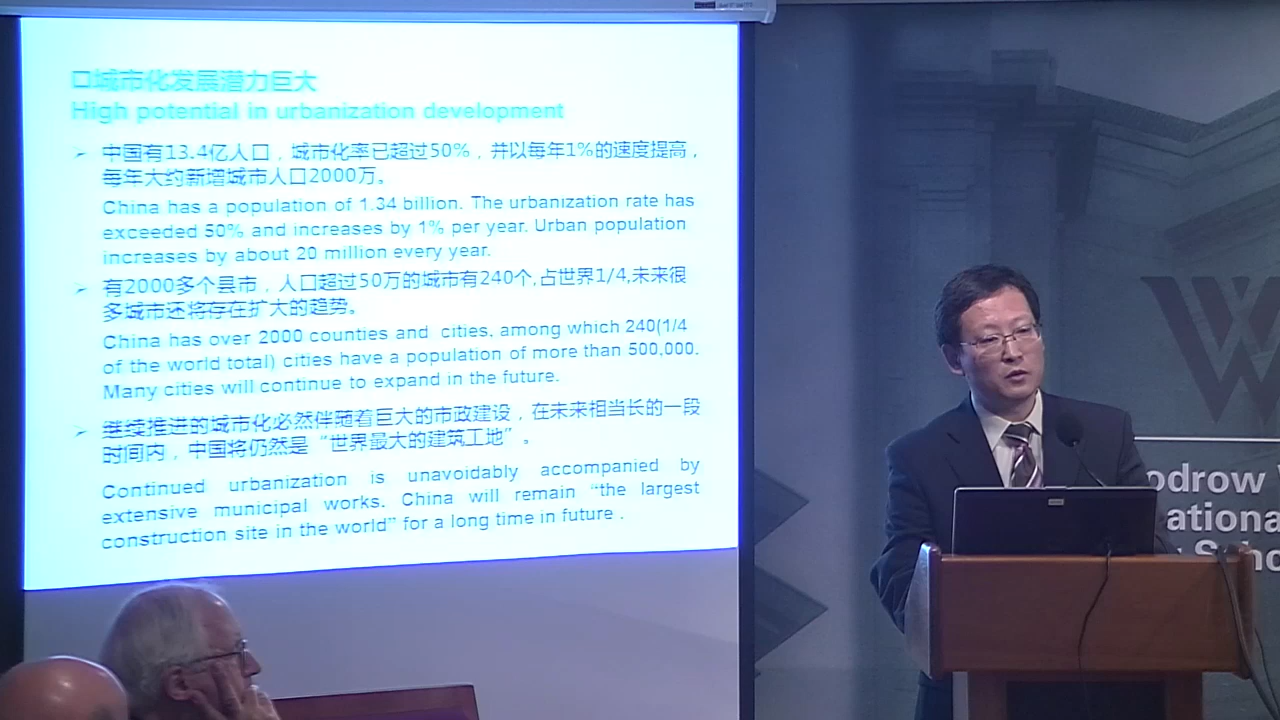 口城市化发展潜力巨大
High potential in urbanization development
➢ 中国有13.4亿人口，城市化率已超过50%，并以每年1%的速度提高，
每年大约新增城市人口2000万。
China has a population of 1.34 billion. The urbanization rate has
exceeded 50% and increases by 1% per year. Urban population
increases by about 20 million every year.
➢ 有2000多个县市，人口超过50万的城市有240个,占世界1/4,未来很
多城市还将存在扩大的趋势。
China has over 2000 counties and cities, among which 240(1/4
of the world total) cities have a population of more than 500,000.
Many cities will continue to expand in the future.
➢ 继续推进的城市化必然伴随着巨大的市政建设，在未来相当长的一段
时间内，中国将仍然是“世界最大的建筑工地”。
Continued urbanization is unavoidably accompanied by
extensive municipal works. China will remain “the largest
construction site in the world” for a long time in future .
W
odrow
ationa